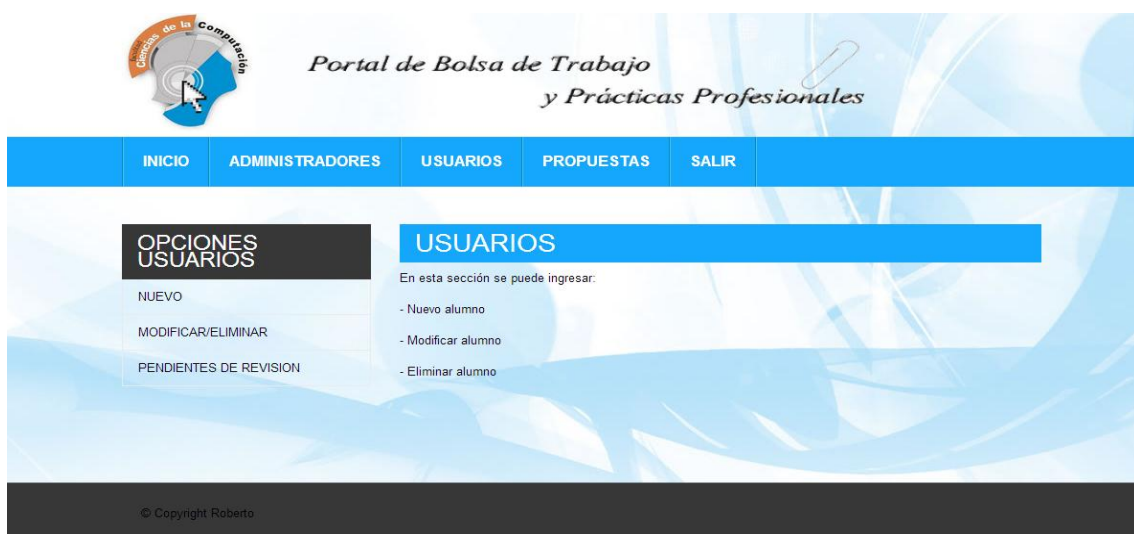 Ciencias de la Computación
Portal de Bolsa de Trabajo
y Prácticas Profesionales
INICIO ADMINISTRADORES USUARIOS PROPUESTAS SALIR
OPCIONES
USUARIOS
NUEVO
MODIFICAR/ELIMINAR
PENDIENTES DE REVISION
USUARIOS
En esta sección se puede ingresar:
- Nuevo alumno
- Modificar alumno
- Eliminar alumno
© Copyright Roberto